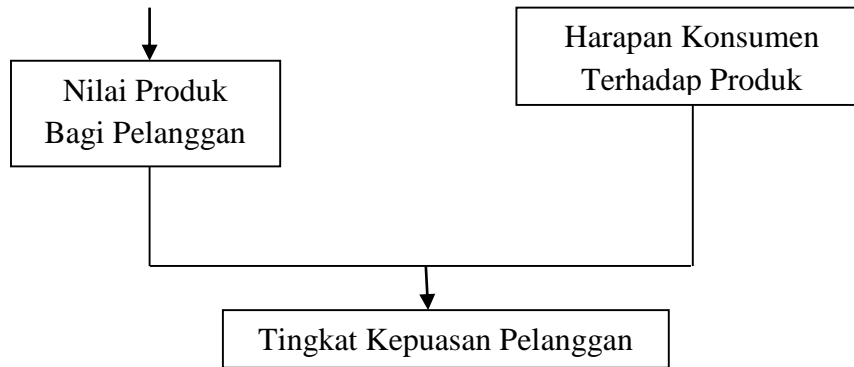 Harapan Konsumen
Terhadap Produk
Nilai Produk
Bagi Pelanggan
Tingkat Kepuasan Pelanggan